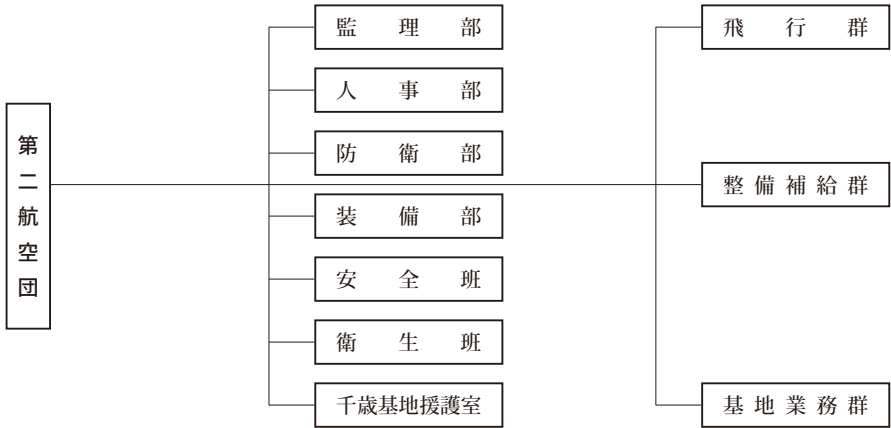 第二航空団
監理部
人事部
防衛部
装備部
安全班
衛生班
千歳基地援護室
飛行群
整備補給群
基地業務群